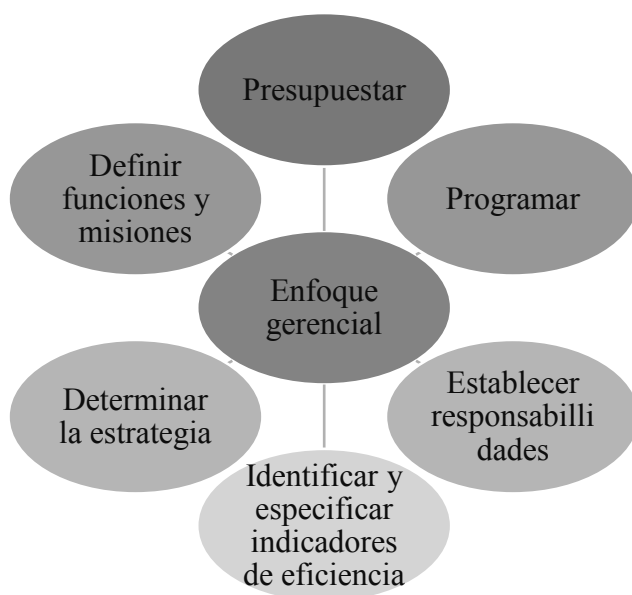 Presupuestar
Definir
funciones y
misiones
Programar
Enfoque
gerencial
Determinar
la estrategia
Establecer
responsabilli
dades
Identificar y
especificar
indicadores
de eficiencia